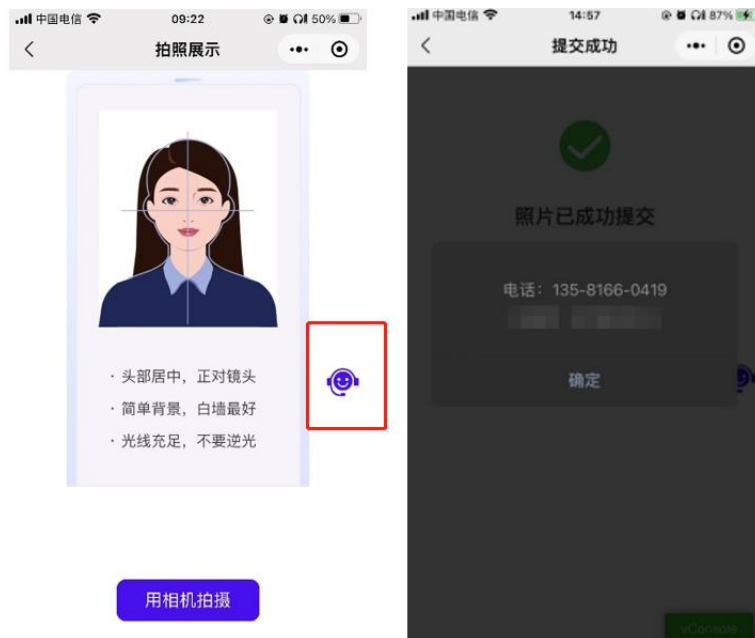 中国电信
09:22
50%
拍照展示
· 头部居中，正对镜头
· 简单背景，白墙最好
· 光线充足，不要逆光
用相机拍摄
中国电信
14:57
87%
提交成功
照片已成功提交
电话：135-8166-0419
确定
vConsole